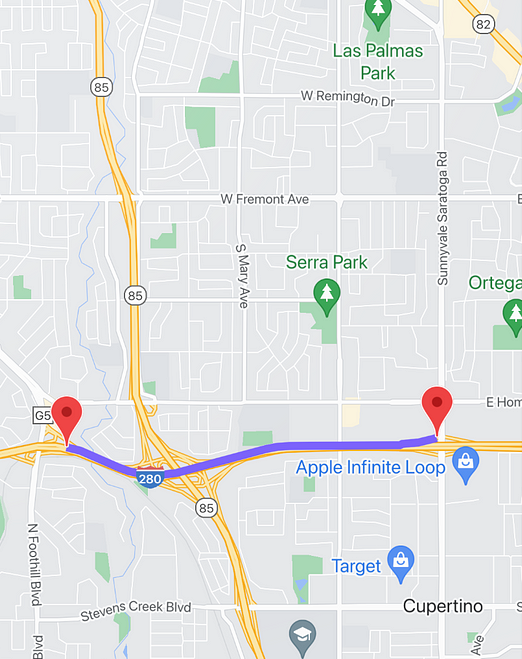 82
Las Palmas
Park
85
W Remington Dr
W Fremont Ave
Sunnyvale Saratoga Rd
S Mary Ave
Serra Park
Ortega
85
E Hom
G5
Apple Infinite Loop
280
85
N Foothill Blvd
Target
Stevens Creek Blvd
Cupertino
Blvd
Ave